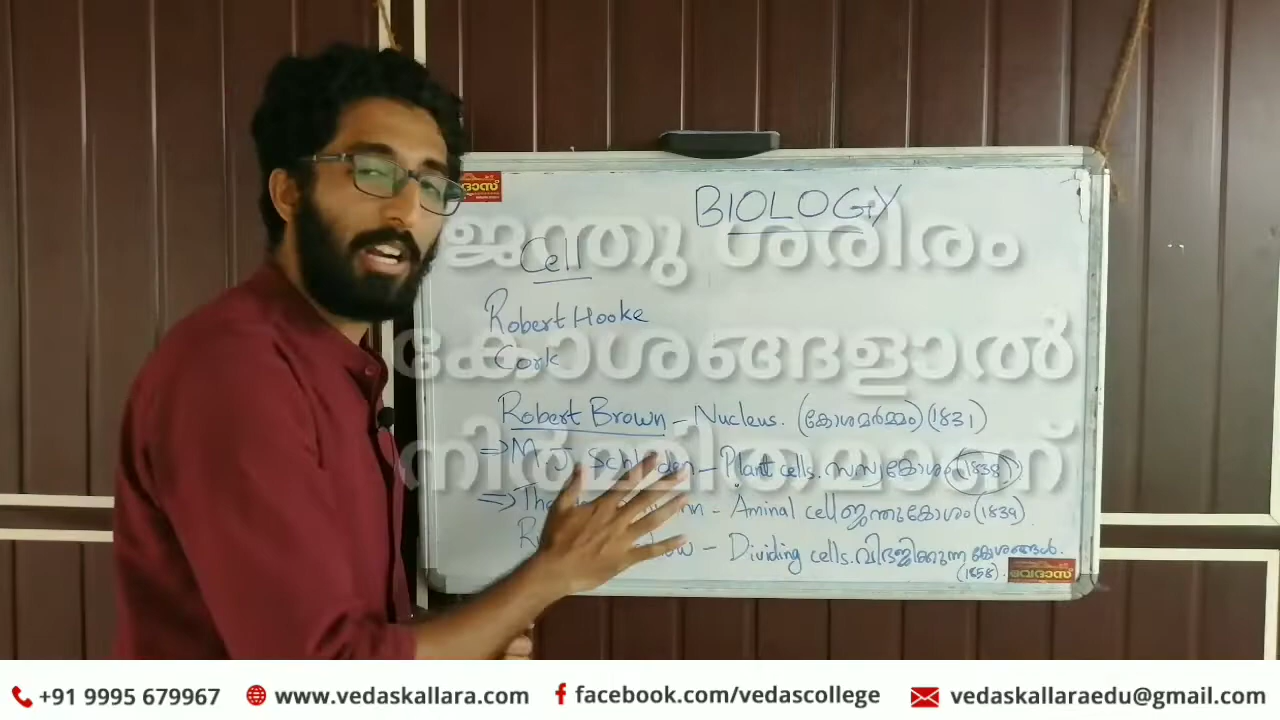 BIOLOGY
Cell
ജന്തു ശരീരം
Robert Hooke
കോശങ്ങളാൽ
Cork
Robert Brown - Nucleus. (കോശമർമ്മം) (1831)
നിർമ്മിതമാണ്
⇒ M J Schleiden - Plant cells. സസ്യകോശം (1838)
⇒ - Aminal cell ജന്തുകോശം (1839)
- Dividing cells. വിഭജിക്കുന്ന കോശങ്ങൾ.
(1858).
വേദാസ്
+91 9995 679967
www.vedaskallara.com
facebook.com/vedascollege
vedaskallaraedu@gmail.com